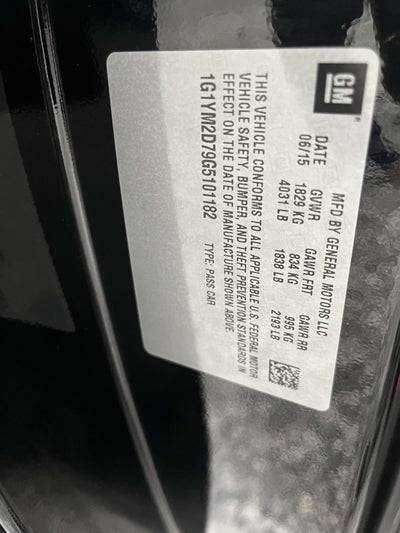 GM
MFD BY GENERAL MOTORS LLC
DATE GVWR GAWR FRT GAWR RR
06/15 1829 KG 834 KG 995 KG
4031 LB 1838 LB 2193 LB
THIS VEHICLE CONFORMS TO ALL APPLICABLE U.S. FEDERAL MOTOR
VEHICLE SAFETY, BUMPER, AND THEFT PREVENTION STANDARDS IN
EFFECT ON THE DATE OF MANUFACTURE SHOWN ABOVE.
1G1YM2D79G5101182 TYPE: PASS CAR